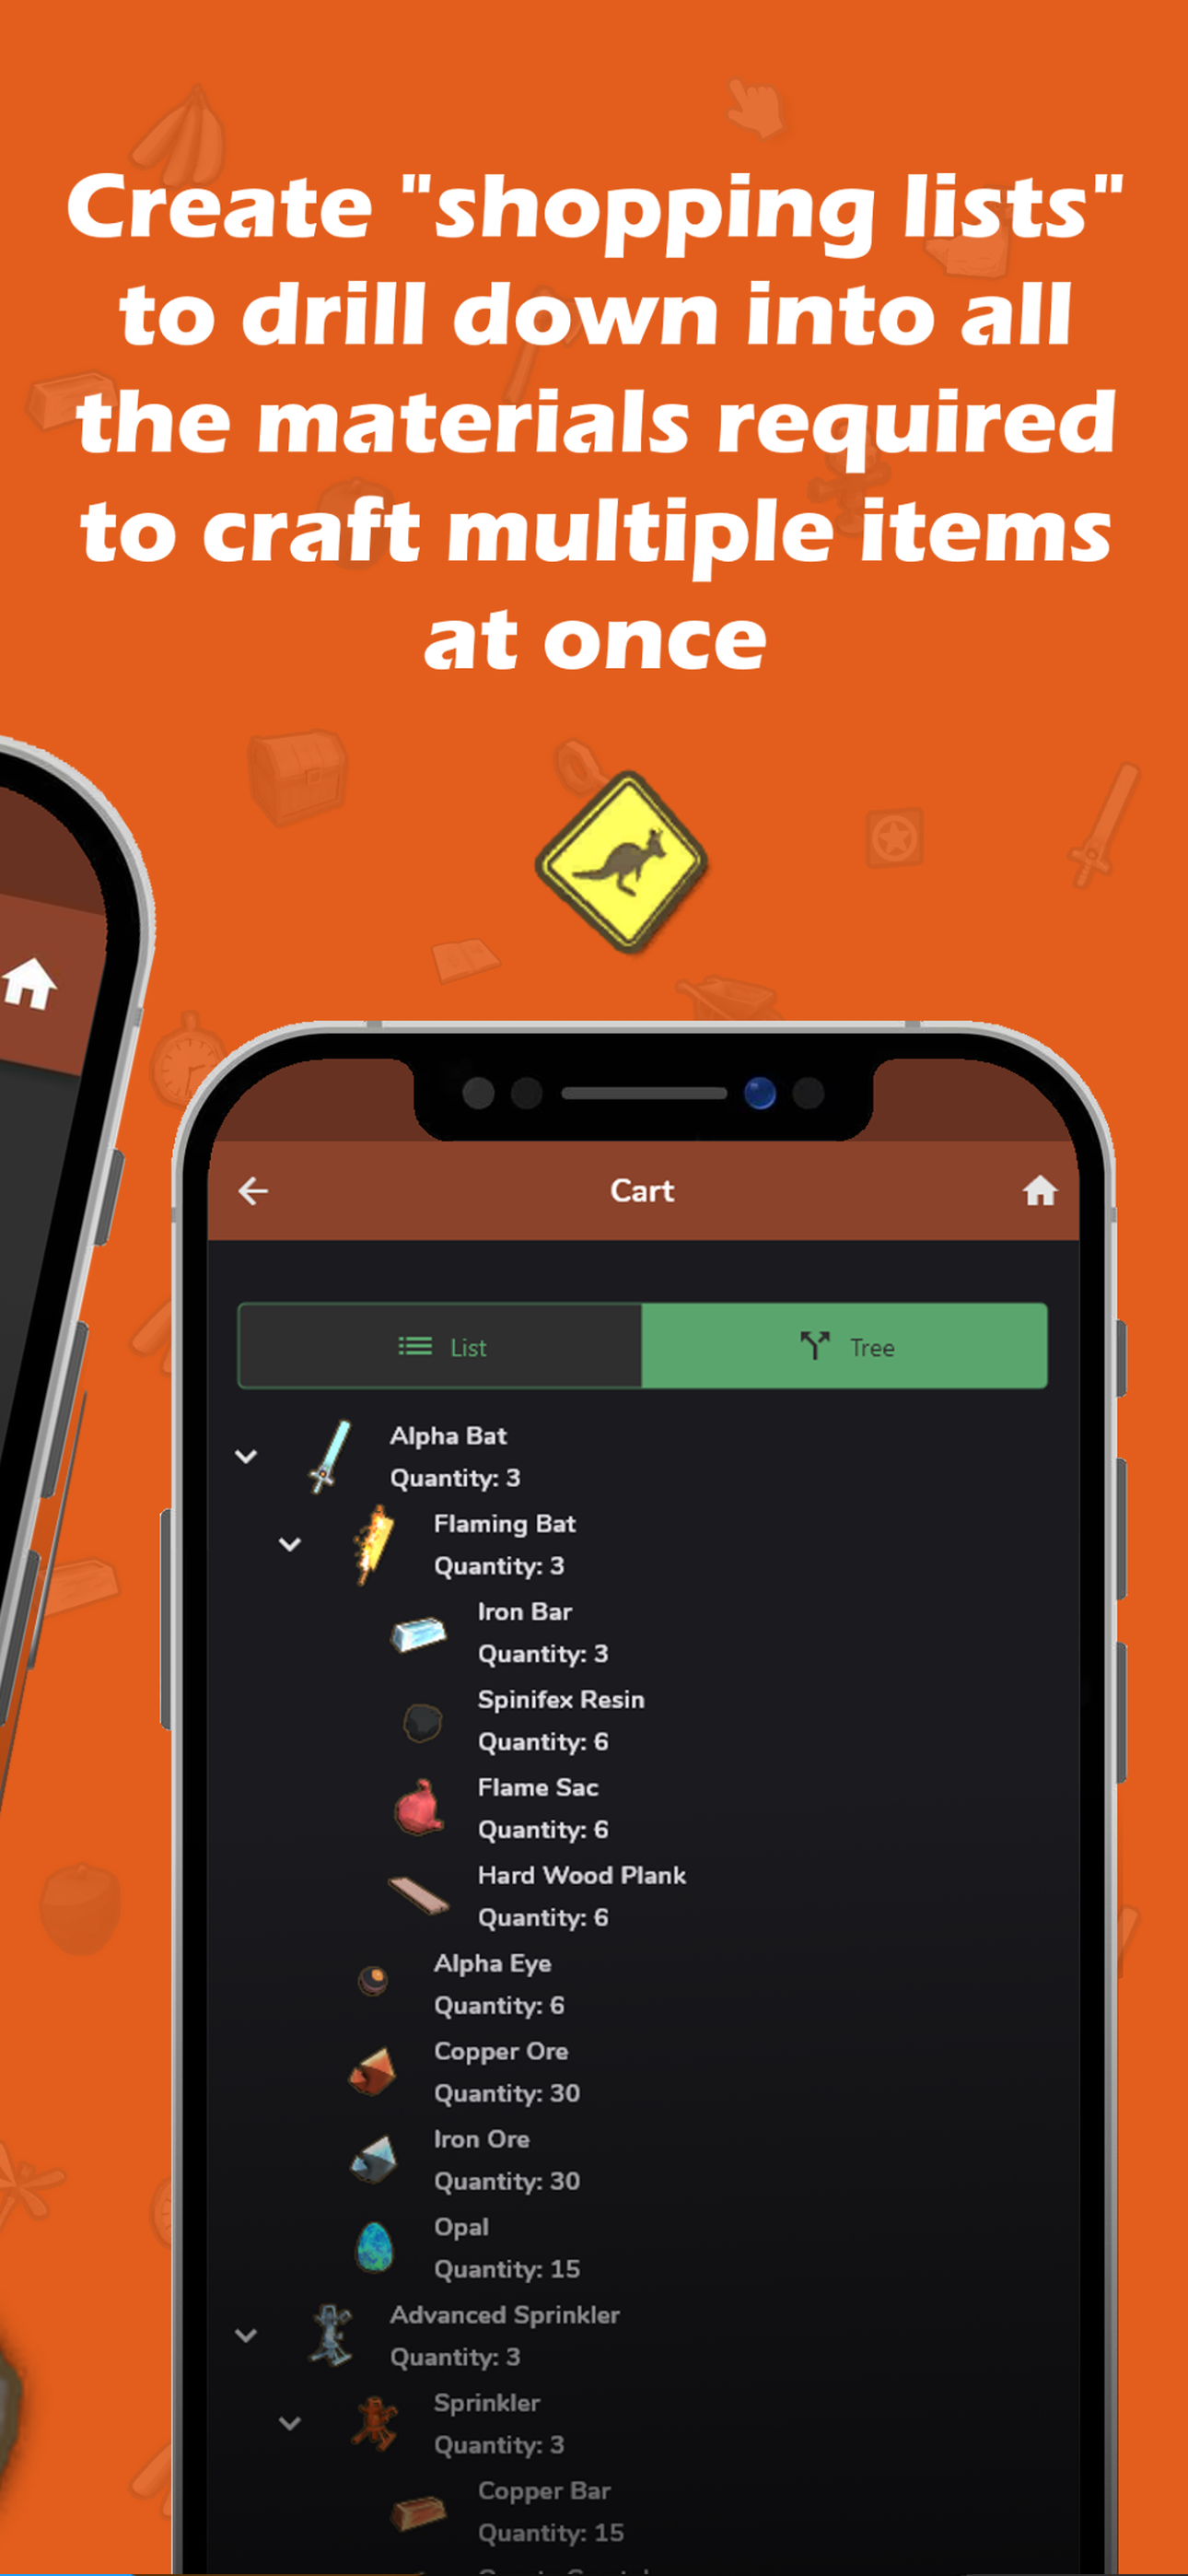 Create "shopping lists"
to drill down into all
the materials required
to craft multiple items
at once
Cart
List
Tree
Alpha Bat
Quantity: 3
Flaming Bat
Quantity: 3
Iron Bar
Quantity: 3
Spinifex Resin
Quantity: 6
Flame Sac
Quantity: 6
Hard Wood Plank
Quantity: 6
Alpha Eye
Quantity: 6
Copper Ore
Quantity: 30
Iron Ore
Quantity: 30
Opal
Quantity: 15
Advanced Sprinkler
Quantity: 3
Sprinkler
Quantity: 3
Copper Bar
Quantity: 15